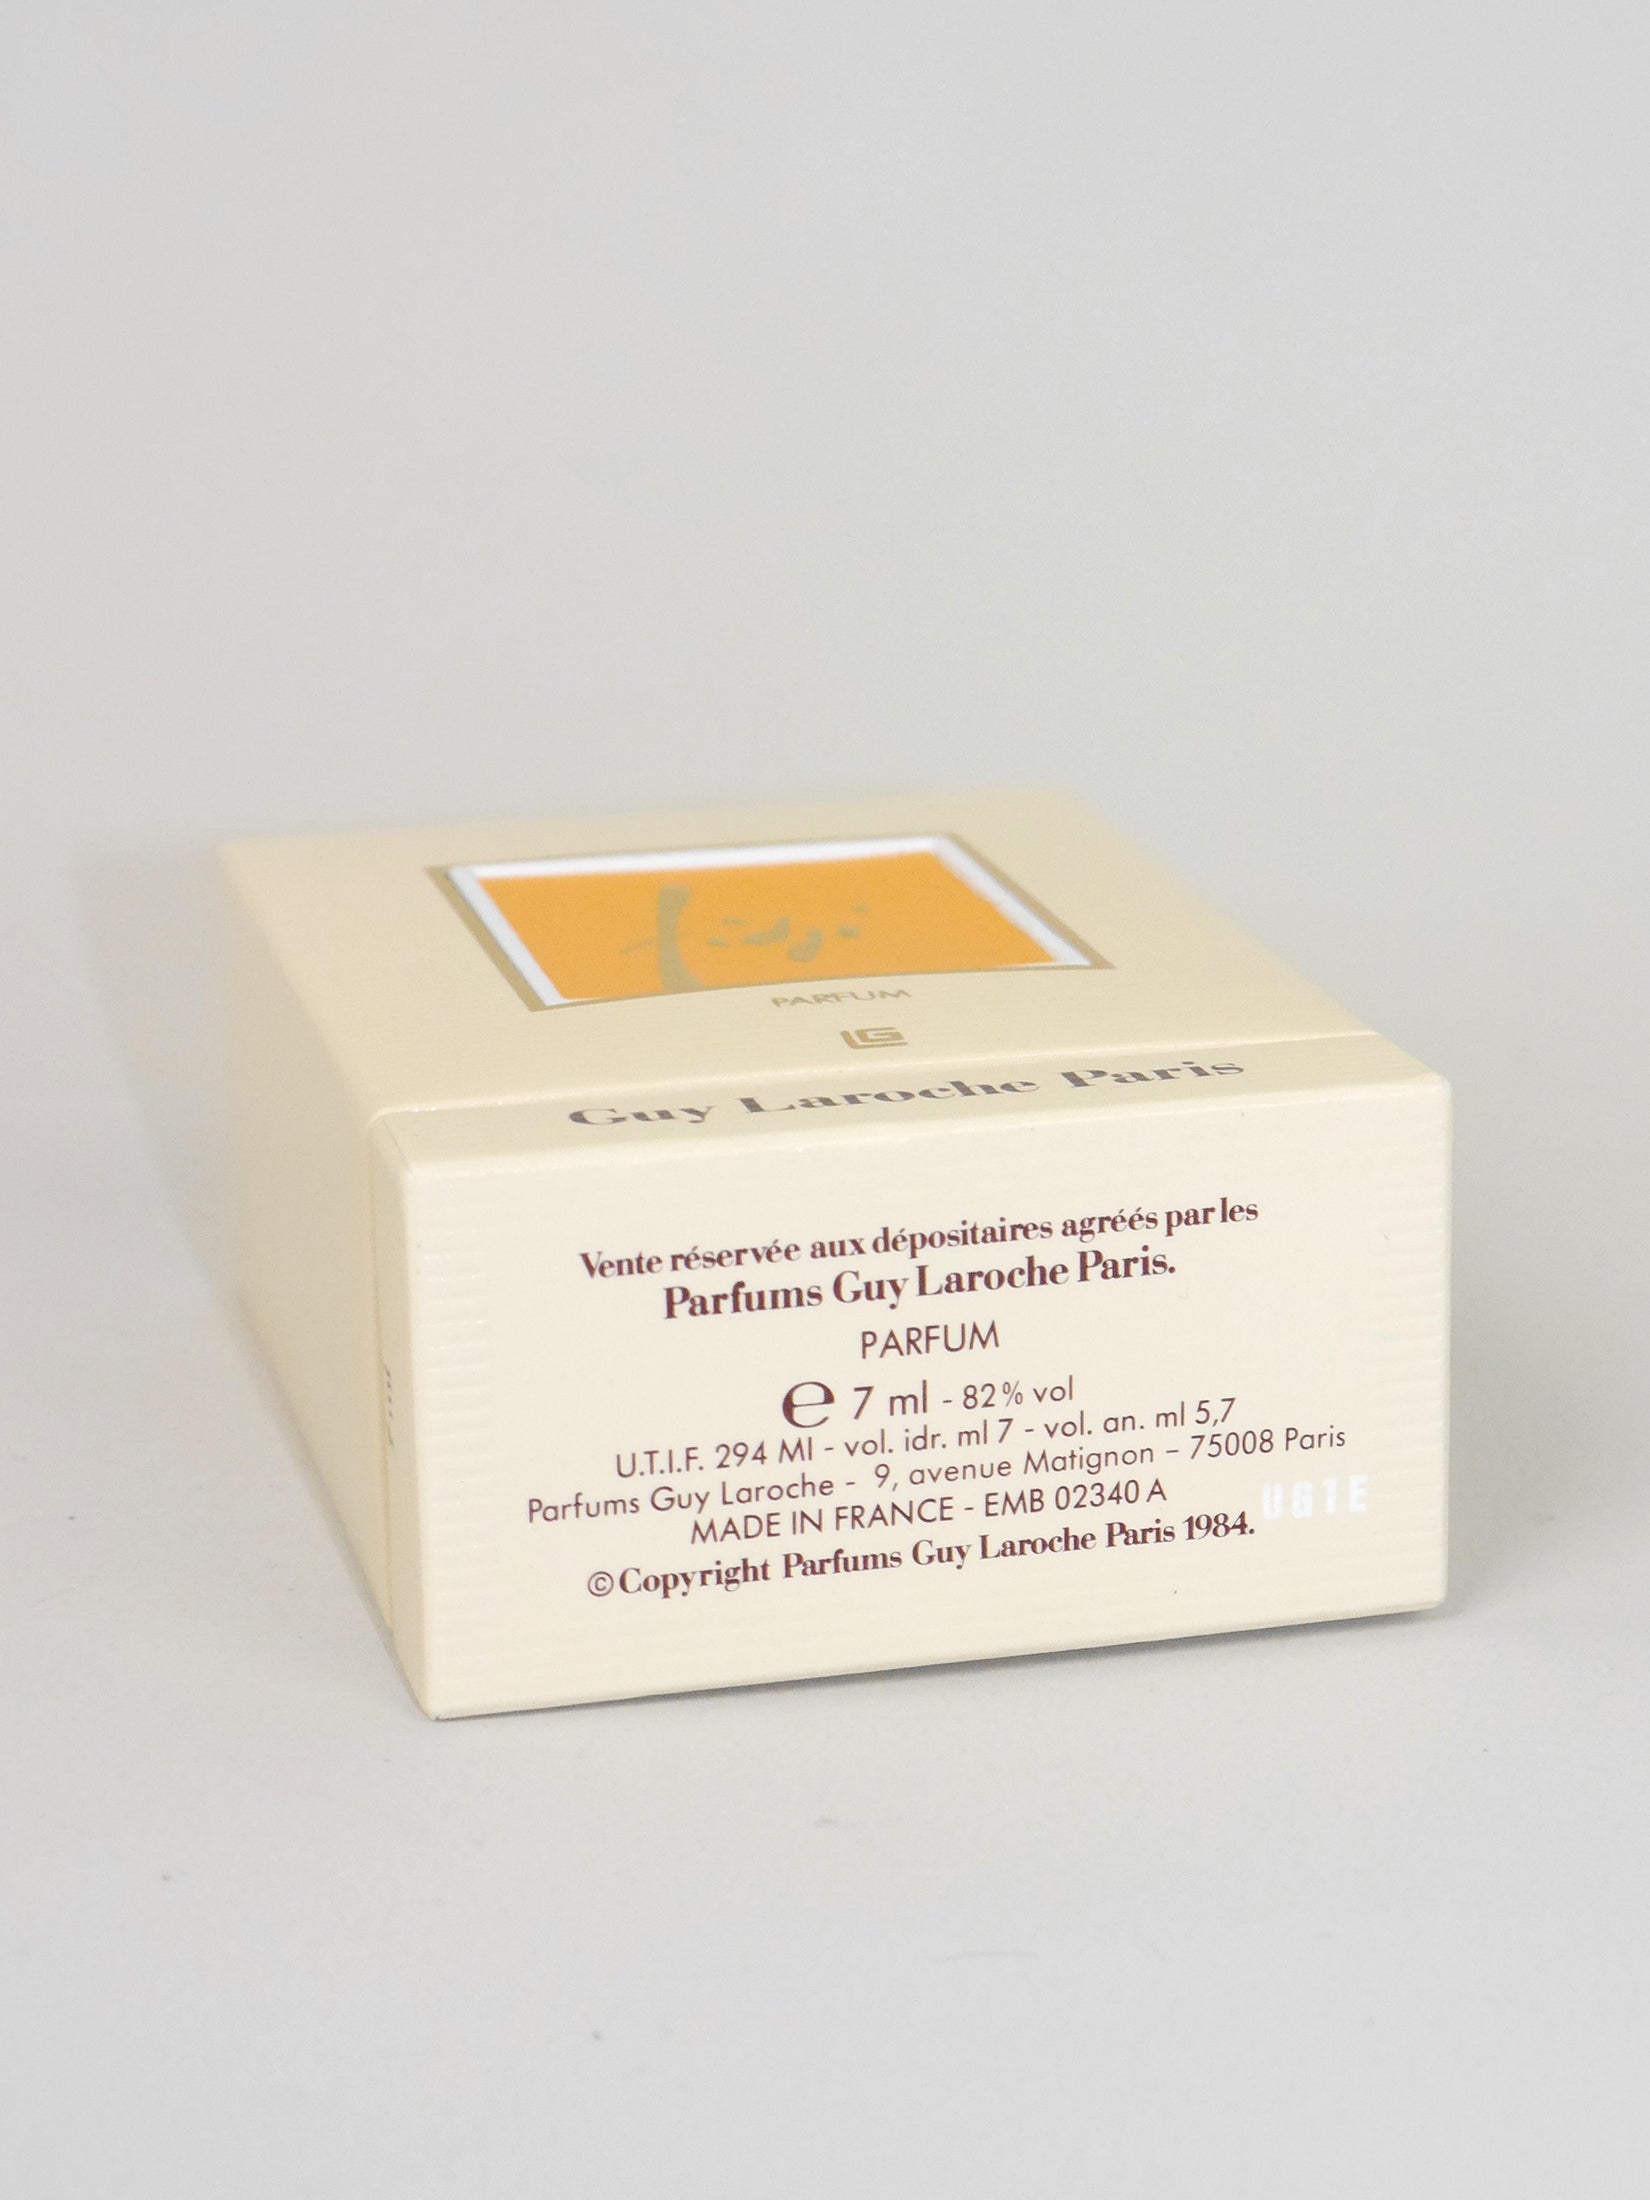 PARFUM
LG
Guy Laroche Paris
Vente réservée aux dépositaires agréés par les
Parfums Guy Laroche Paris.
PARFUM
℮ 7 ml - 82% vol
U.T.I.F. 294 MI - vol. idr. ml 7 - vol. an. ml 5,7
Parfums Guy Laroche - 9, avenue Matignon - 75008 Paris
MADE IN FRANCE - EMB 02340 A
©Copyright Parfums Guy Laroche Paris 1984.